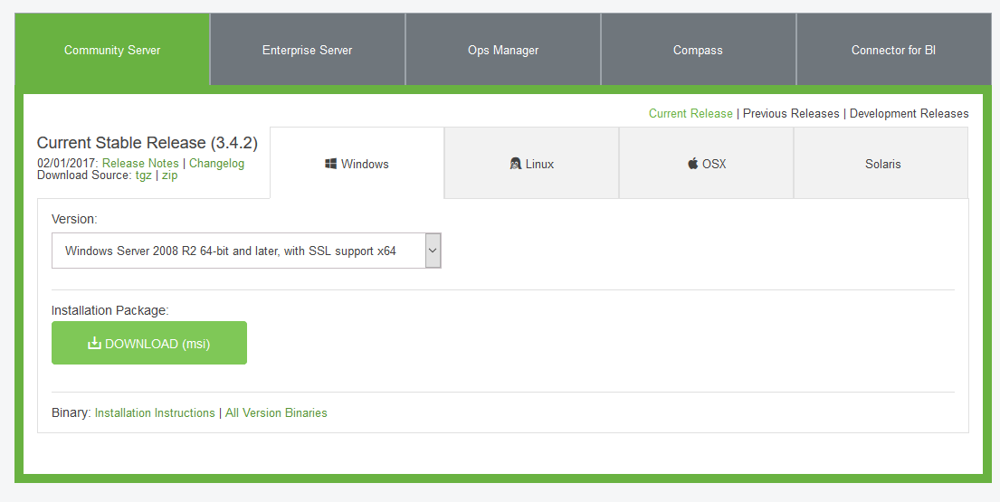 Community Server
Enterprise Server
Ops Manager
Compass
Connector for BI
Current Release | Previous Releases | Development Releases
Current Stable Release (3.4.2)
02/01/2017: Release Notes | Changelog
Download Source: tgz | zip
Windows
Linux
OSX
Solaris
Version:
Windows Server 2008 R2 64-bit and later, with SSL support x64
Installation Package:
DOWNLOAD (msi)
Binary: Installation Instructions | All Version Binaries